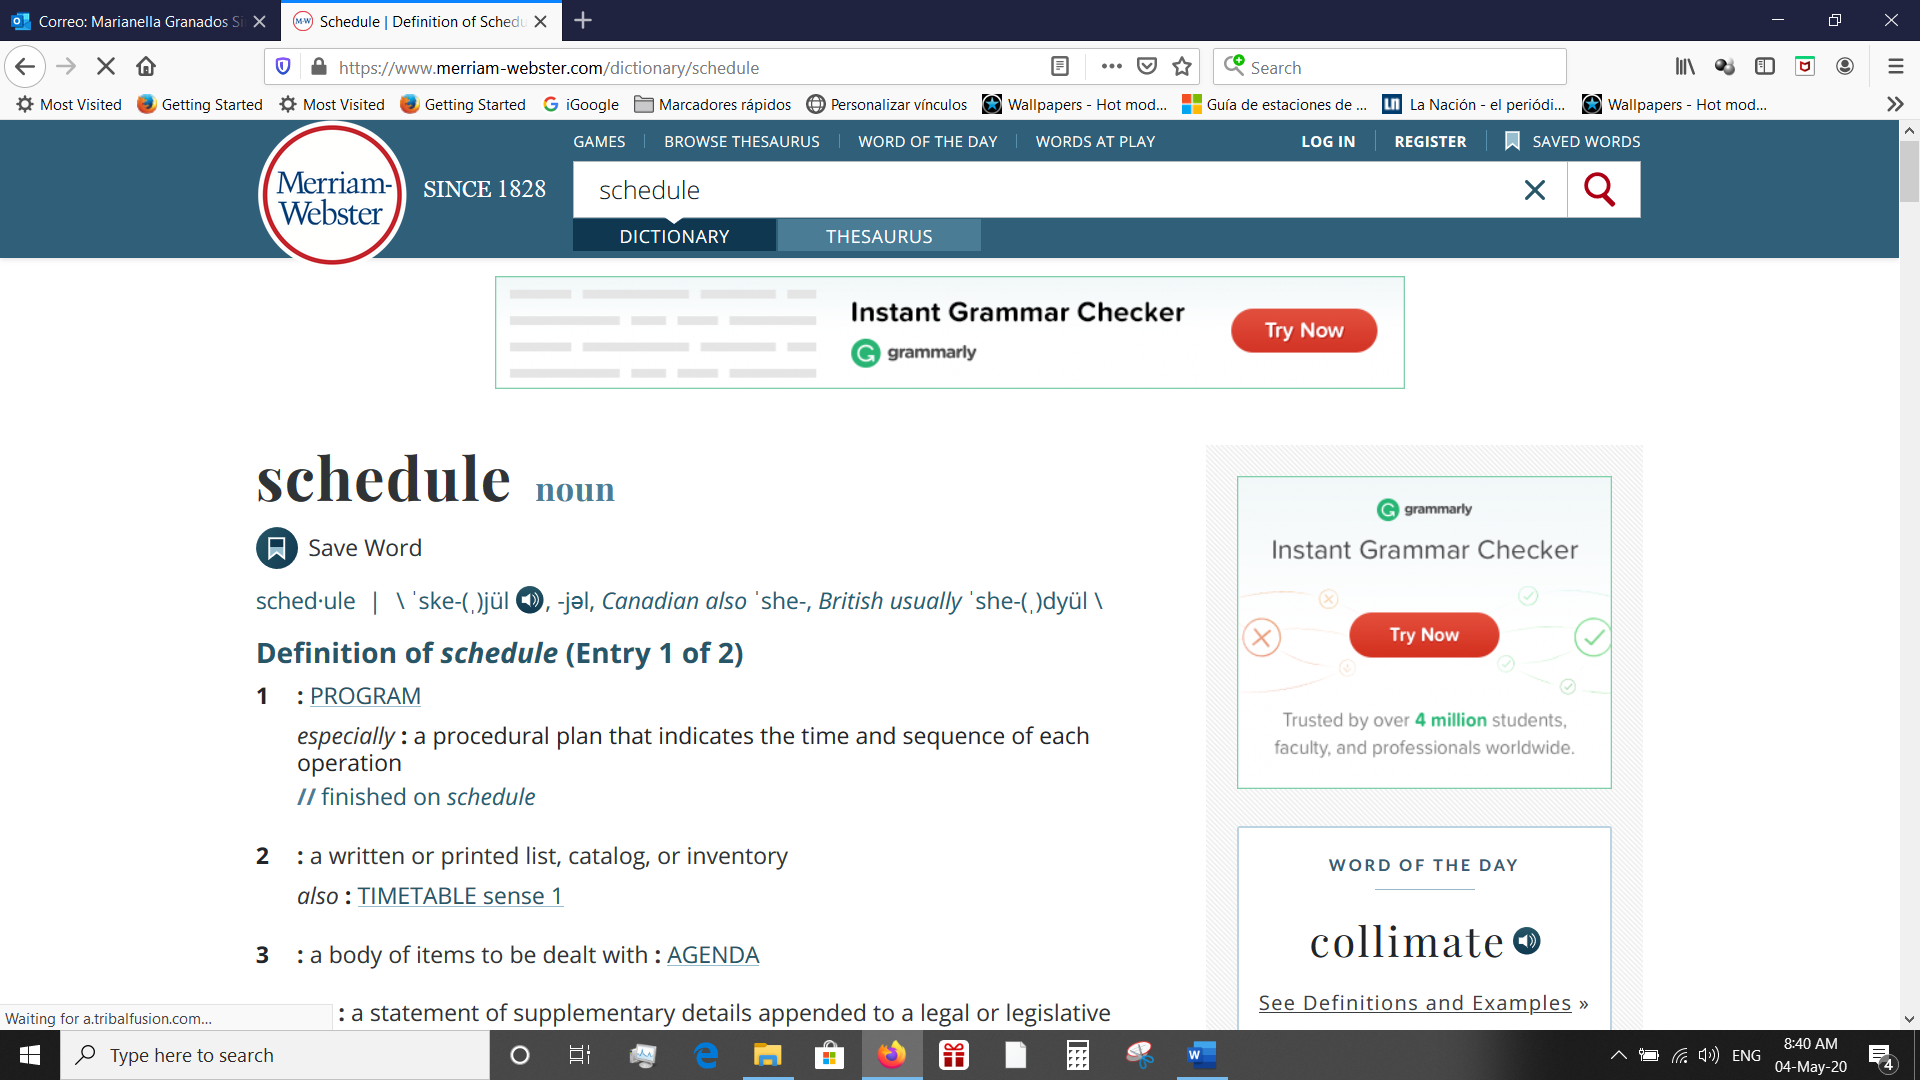 Correo: Marianella Granados Si
Schedule | Definition of Schedu
https://www.merriam-webster.com/dictionary/schedule
Search
Most Visited
Getting Started
Most Visited
Getting Started
iGoogle
Marcadores rápidos
Personalizar vínculos
Wallpapers - Hot mod...
Guía de estaciones de ...
La Nación - el periódi...
Wallpapers - Hot mod...
GAMES
BROWSE THESAURUS
WORD OF THE DAY
WORDS AT PLAY
LOG IN
REGISTER
SAVED WORDS
Merriam-
Webster
SINCE 1828
schedule
DICTIONARY
THESAURUS
Instant Grammar Checker
grammarly
Try Now
schedule noun
Save Word
sched·ule | \ ˈske-(ˌ)jül , -jəl, Canadian also ˈshe-, British usually ˈshe-(ˌ)dyül \
Definition of schedule (Entry 1 of 2)
1 : PROGRAM
especially : a procedural plan that indicates the time and sequence of each
operation
// finished on schedule
2 : a written or printed list, catalog, or inventory
also : TIMETABLE sense 1
3 : a body of items to be dealt with : AGENDA
: a statement of supplementary details appended to a legal or legislative
grammarly
Instant Grammar Checker
Try Now
Trusted by over 4 million students,
faculty, and professionals worldwide.
WORD OF THE DAY
collimate
See Definitions and Examples »
Waiting for a.tribalfusion.com...
Type here to search
ENG
8:40 AM
04-May-20
4